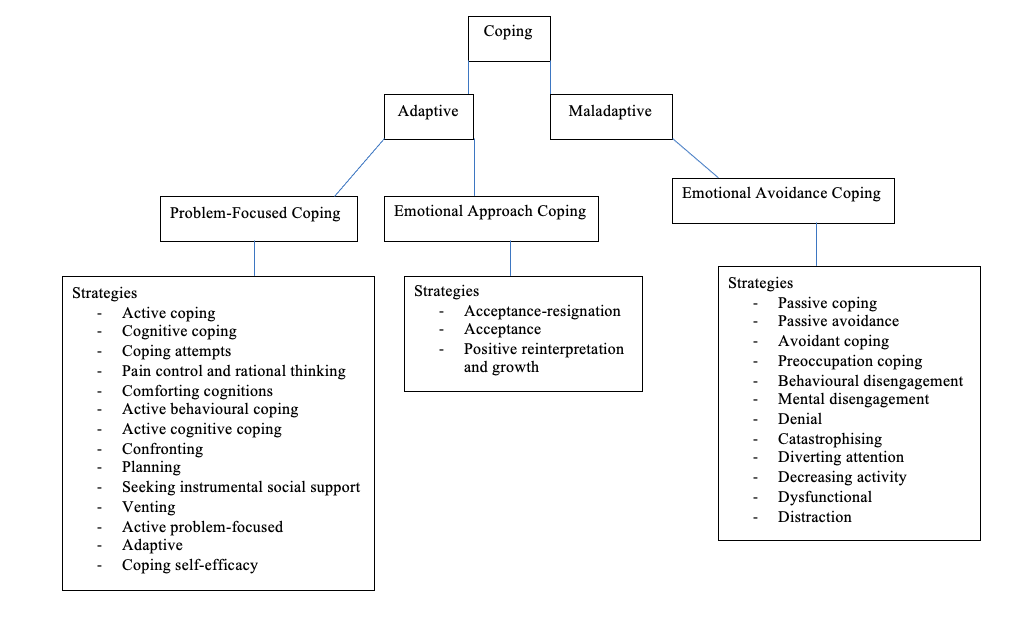 Coping
Adaptive
Maladaptive
Problem-Focused Coping
Emotional Approach Coping
Emotional Avoidance Coping
Strategies
- Active coping
- Cognitive coping
- Coping attempts
- Pain control and rational thinking
- Comforting cognitions
- Active behavioural coping
- Active cognitive coping
- Confronting
- Planning
- Seeking instrumental social support
- Venting
- Active problem-focused
- Adaptive
- Coping self-efficacy
Strategies
- Acceptance-resignation
- Acceptance
- Positive reinterpretation
and growth
Strategies
- Passive coping
- Passive avoidance
- Avoidant coping
- Preoccupation coping
- Behavioural disengagement
- Mental disengagement
- Denial
- Catastrophising
- Diverting attention
- Decreasing activity
- Dysfunctional
- Distraction